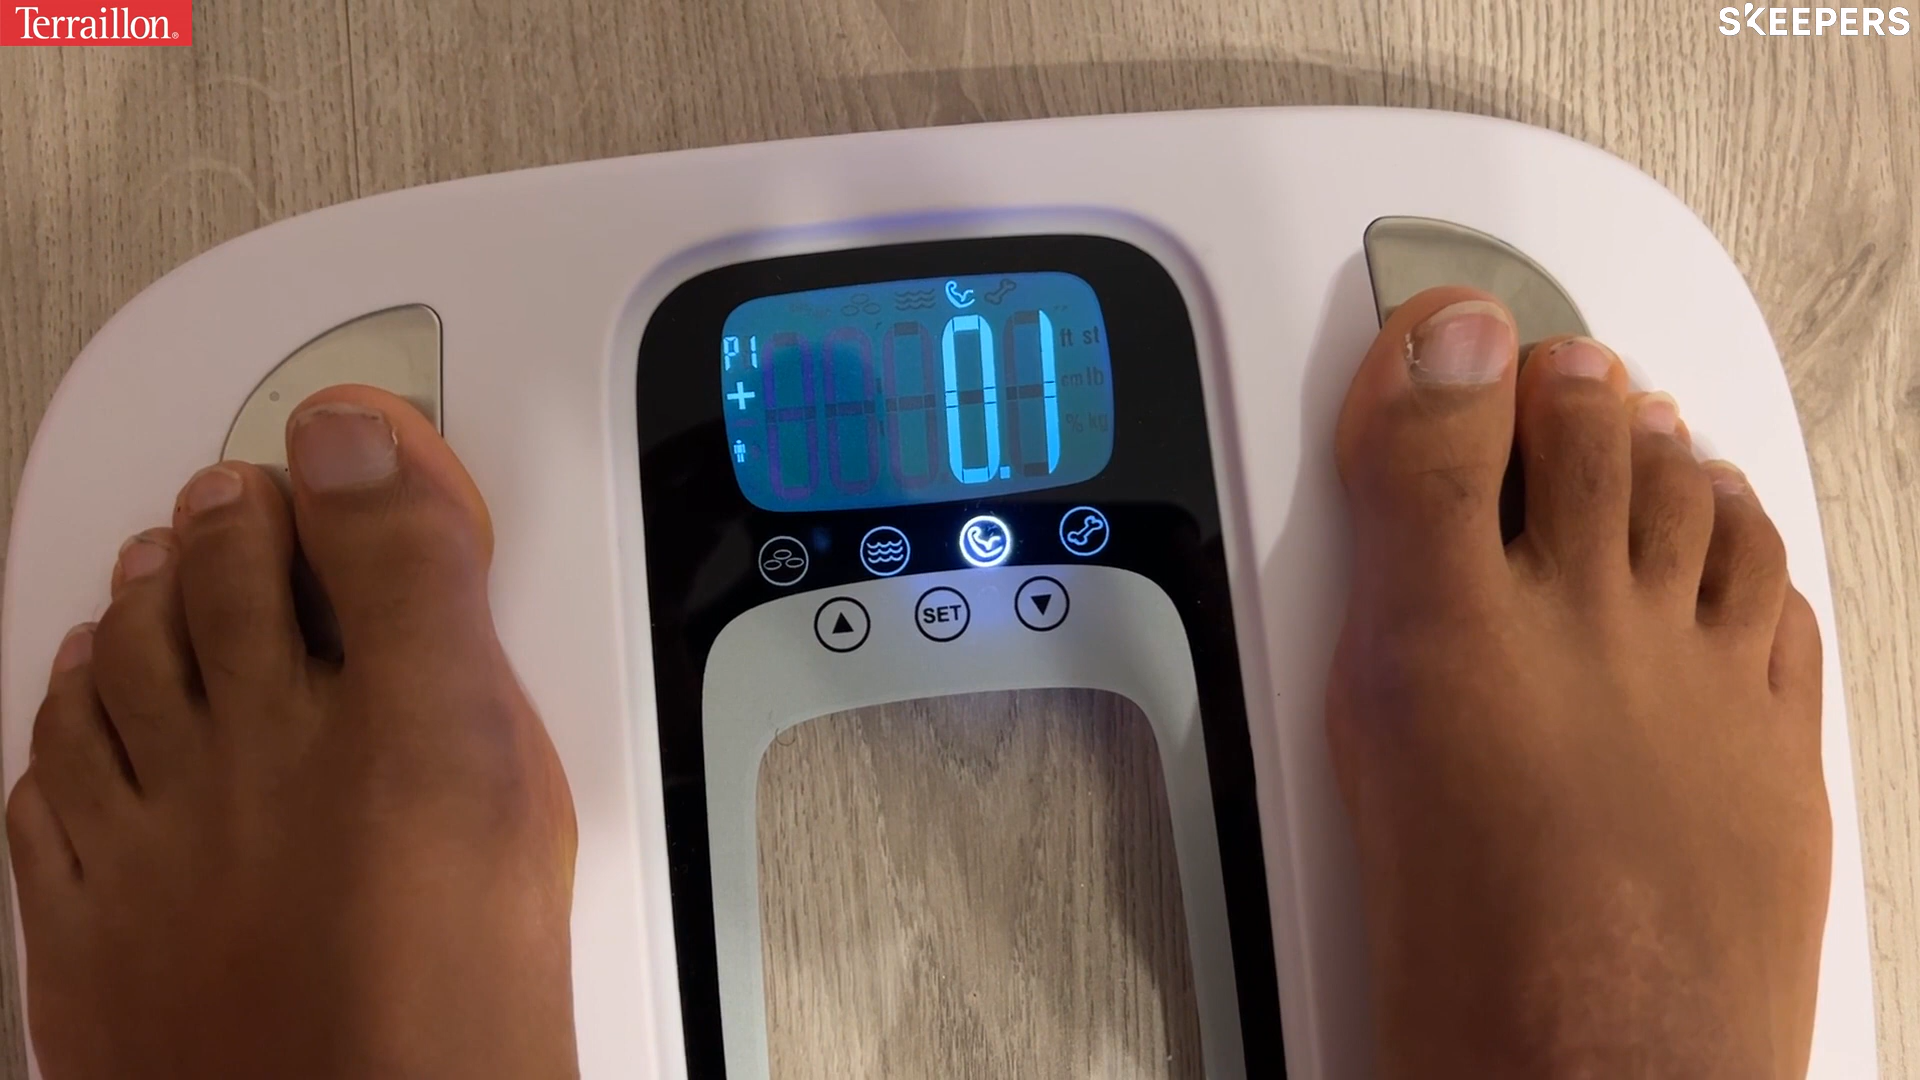 Terraillon®
SKEEPERS
P1
+
0.1
ft st
cm lb
% kg
SET